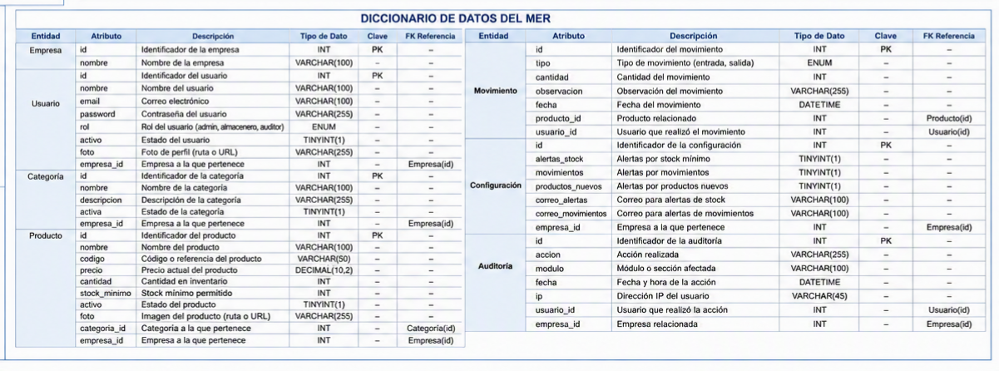 DICCIONARIO DE DATOS DEL MER
Entidad Atributo Descripción Tipo de Dato Clave FK Referencia
Empresa id Identificador de la empresa INT PK –
nombre Nombre de la empresa VARCHAR(100) – –
Usuario id Identificador del usuario INT PK –
nombre Nombre del usuario VARCHAR(100) – –
email Correo electrónico VARCHAR(100) – –
password Contraseña del usuario VARCHAR(255) – –
rol Rol del usuario (admin, almacenero, auditor) ENUM – –
activo Estado del usuario TINYINT(1) – –
foto Foto de perfil (ruta o URL) VARCHAR(255) – –
empresa_id Empresa a la que pertenece INT – Empresa(id)
Categoría id Identificador de la categoría INT PK –
nombre Nombre de la categoría VARCHAR(100) – –
descripcion Descripción de la categoría VARCHAR(255) – –
activa Estado de la categoría TINYINT(1) – –
empresa_id Empresa a la que pertenece INT – Empresa(id)
Producto id Identificador del producto INT PK –
nombre Nombre del producto VARCHAR(100) – –
codigo Código o referencia del producto VARCHAR(50) – –
precio Precio actual del producto DECIMAL(10,2) – –
cantidad Cantidad en inventario INT – –
stock_minimo Stock mínimo permitido INT – –
activo Estado del producto TINYINT(1) – –
foto Imagen del producto (ruta o URL) VARCHAR(255) – –
categoria_id Categoría a la que pertenece INT – Categoría(id)
empresa_id Empresa a la que pertenece INT – Empresa(id)
Entidad Atributo Descripción Tipo de Dato Clave FK Referencia
Movimiento id Identificador del movimiento INT PK –
tipo Tipo de movimiento (entrada, salida) ENUM – –
cantidad Cantidad del movimiento INT – –
observacion Observación del movimiento VARCHAR(255) – –
fecha Fecha del movimiento DATETIME – –
producto_id Producto relacionado INT – Producto(id)
usuario_id Usuario que realizó el movimiento INT – Usuario(id)
Configuración id Identificador de la configuración INT PK –
alertas_stock Alertas por stock mínimo TINYINT(1) – –
movimientos Alertas por movimientos TINYINT(1) – –
productos_nuevos Alertas por productos nuevos TINYINT(1) – –
correo_alertas Correo para alertas de stock VARCHAR(100) – –
correo_movimientos Correo para alertas de movimientos VARCHAR(100) – –
empresa_id Empresa a la que pertenece INT – Empresa(id)
Auditoría id Identificador de la auditoría INT PK –
accion Acción realizada VARCHAR(255) – –
modulo Módulo o sección afectada VARCHAR(100) – –
fecha Fecha y hora de la acción DATETIME – –
ip Dirección IP del usuario VARCHAR(45) – –
usuario_id Usuario que realizó la acción INT – Usuario(id)
empresa_id Empresa relacionada INT – Empresa(id)